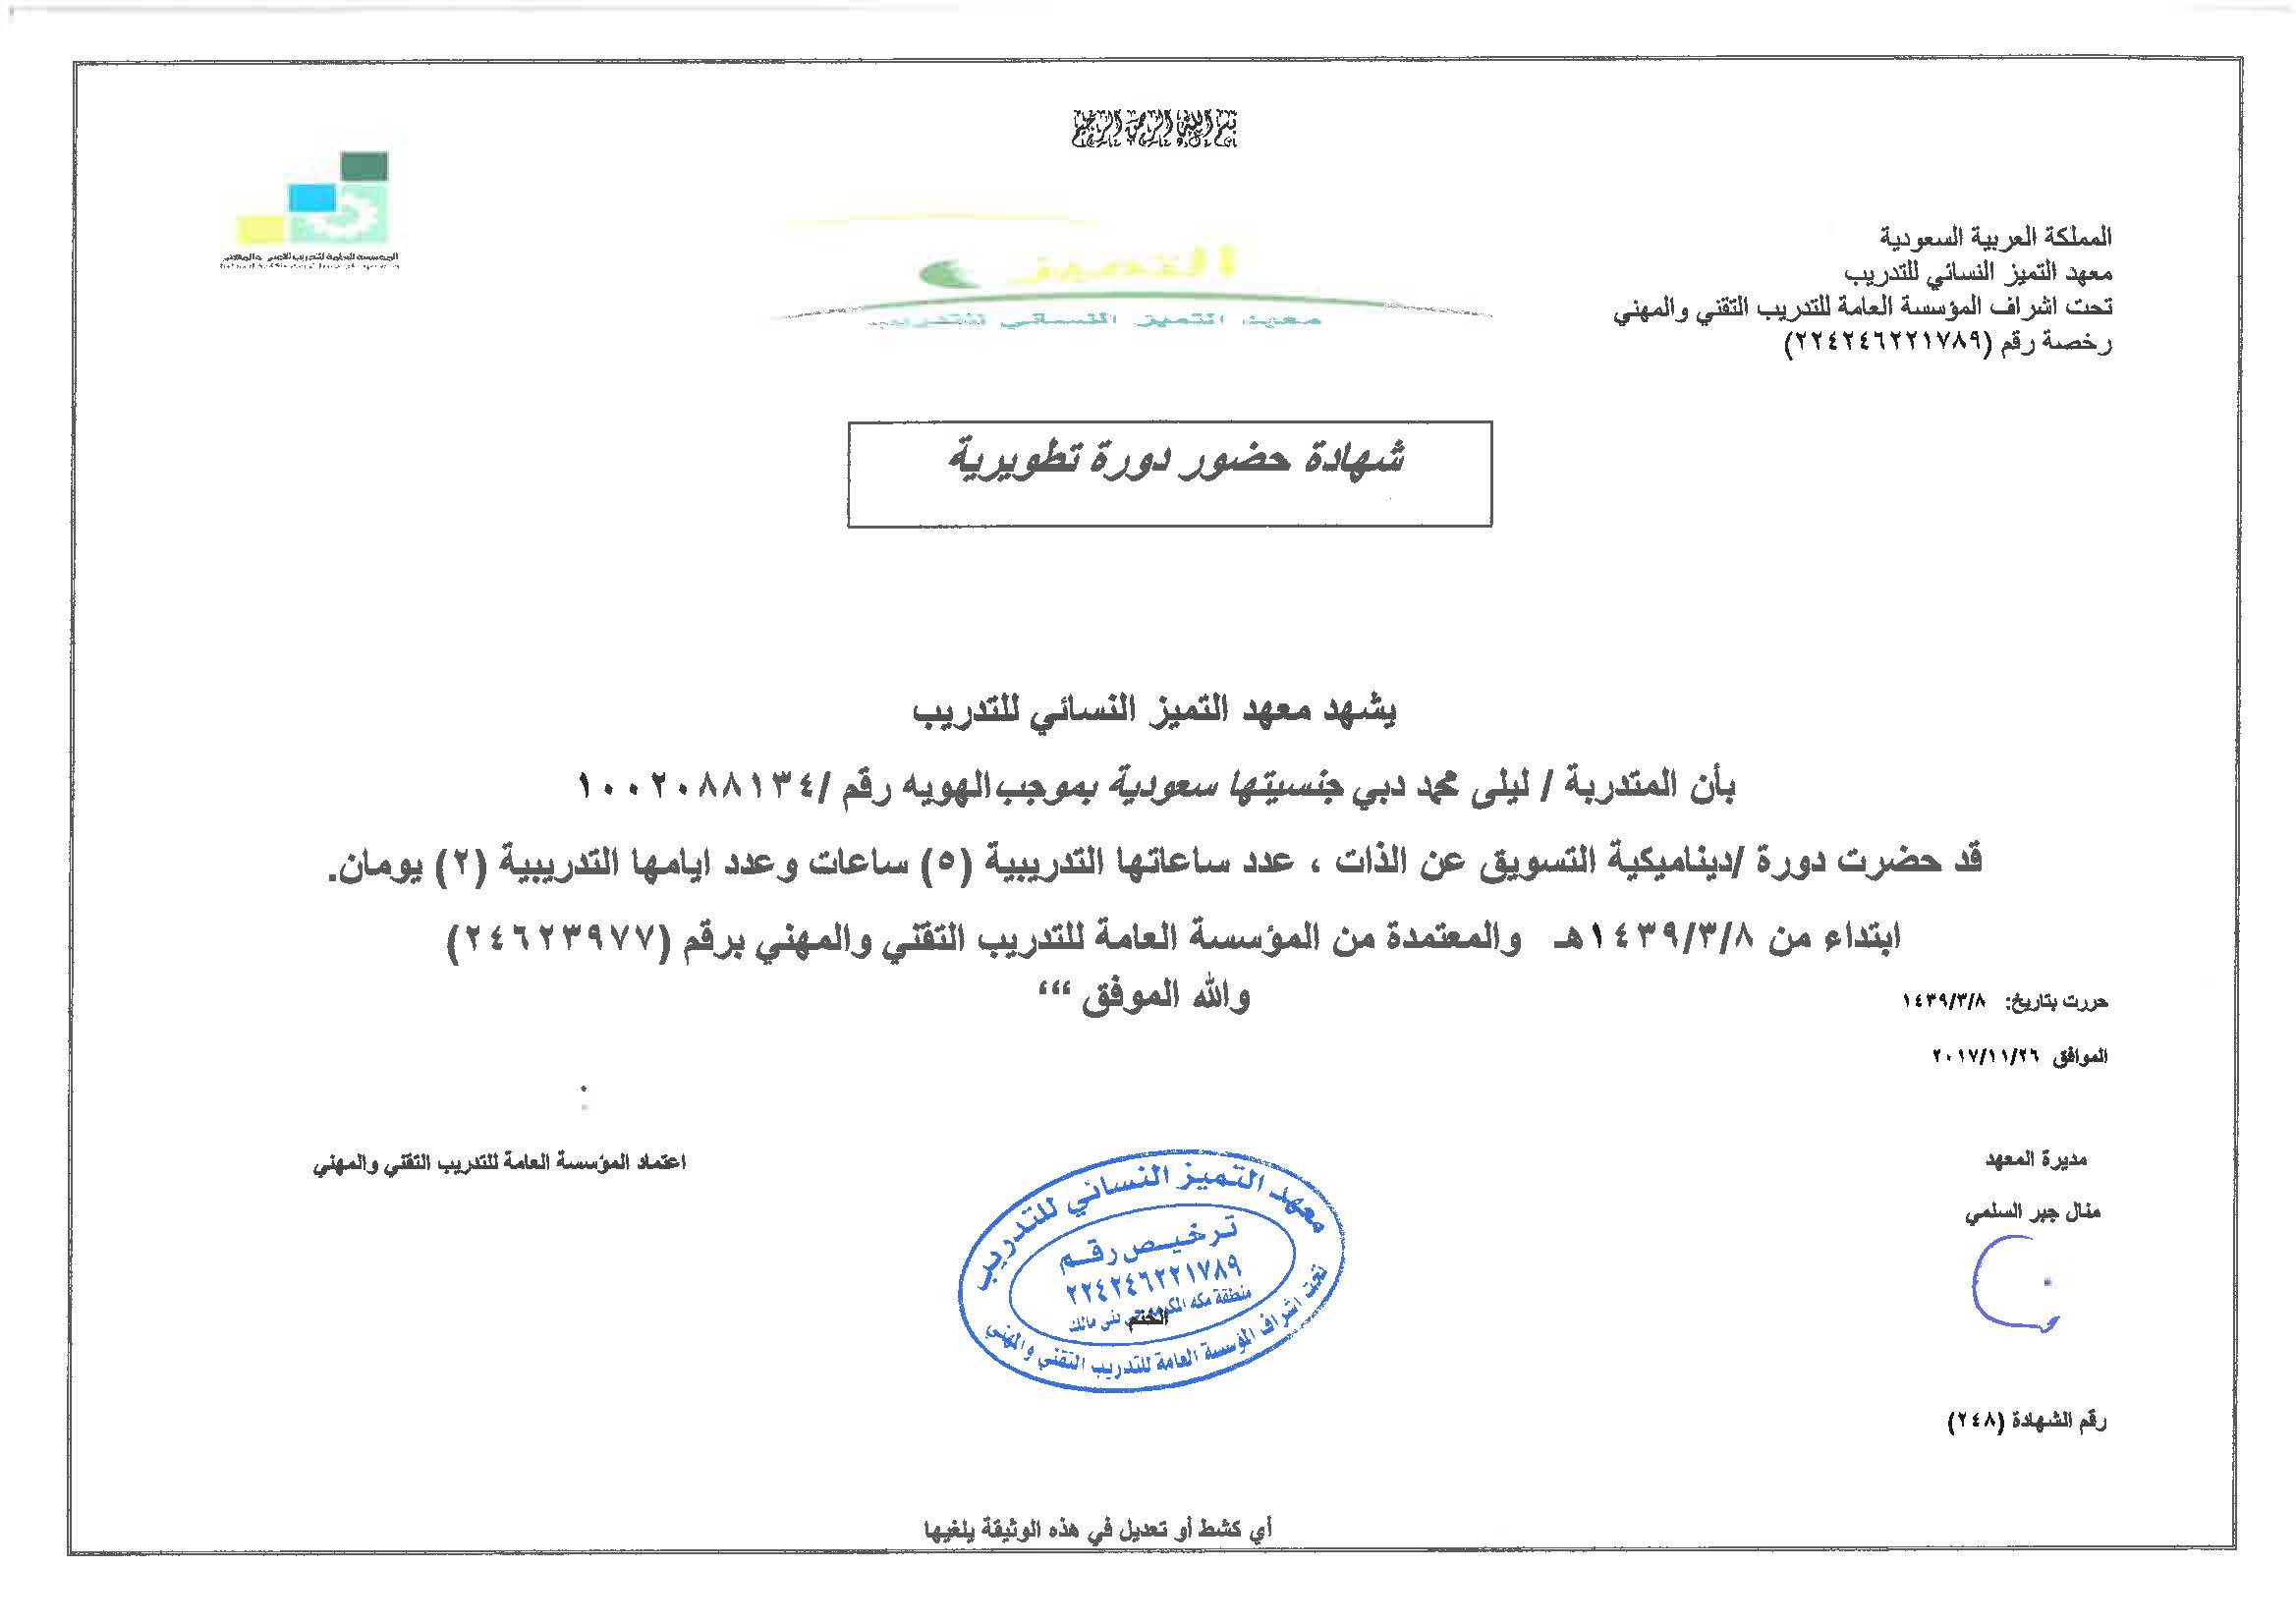 بسم الله الرحمن الرحيم
المملكة العربية السعودية
معهد التميز النسائي للتدريب
تحت اشراف المؤسسة العامة للتدريب التقني والمهني
رخصة رقم (٢٢٤٢٤٦٢٢١٧٨٩)
التميز
معهد التميز النسائي للتدريب
المؤسسة العامة للتدريب التقني والمهني
شهادة حضور دورة تطويرية
يشهد معهد التميز النسائي للتدريب
بأن المتدربة / ليلى محمد دبي جنسيتها سعودية بموجب الهويه رقم /١٠٠٢٠٨٨١٣٤
قد حضرت دورة /ديناميكية التسويق عن الذات ، عدد ساعاتها التدريبية (٥) ساعات وعدد ايامها التدريبية (٢) يومان.
ابتداء من ١٤٣٩/٣/٨هـ والمعتمدة من المؤسسة العامة للتدريب التقني والمهني برقم (٢٤٦٢٣٩٧٧)
والله الموفق ،،،
حررت بتاريخ: ١٤٣٩/٣/٨
الموافق ٢٠١٧/١١/٢٦
مديرة المعهد
منال جبر السلمي
اعتماد المؤسسة العامة للتدريب التقني والمهني
معهد التميز النسائي للتدريب
ترخيص رقم
٢٢٤٢٤٦٢٢١٧٨٩
منطقة مكه المكرمه بني مالك
الختم
تحت اشراف المؤسسة العامة للتدريب التقني والمهني
رقم الشهادة (٢٤٨)
أي كشط أو تعديل في هذه الوثيقة يلغيها